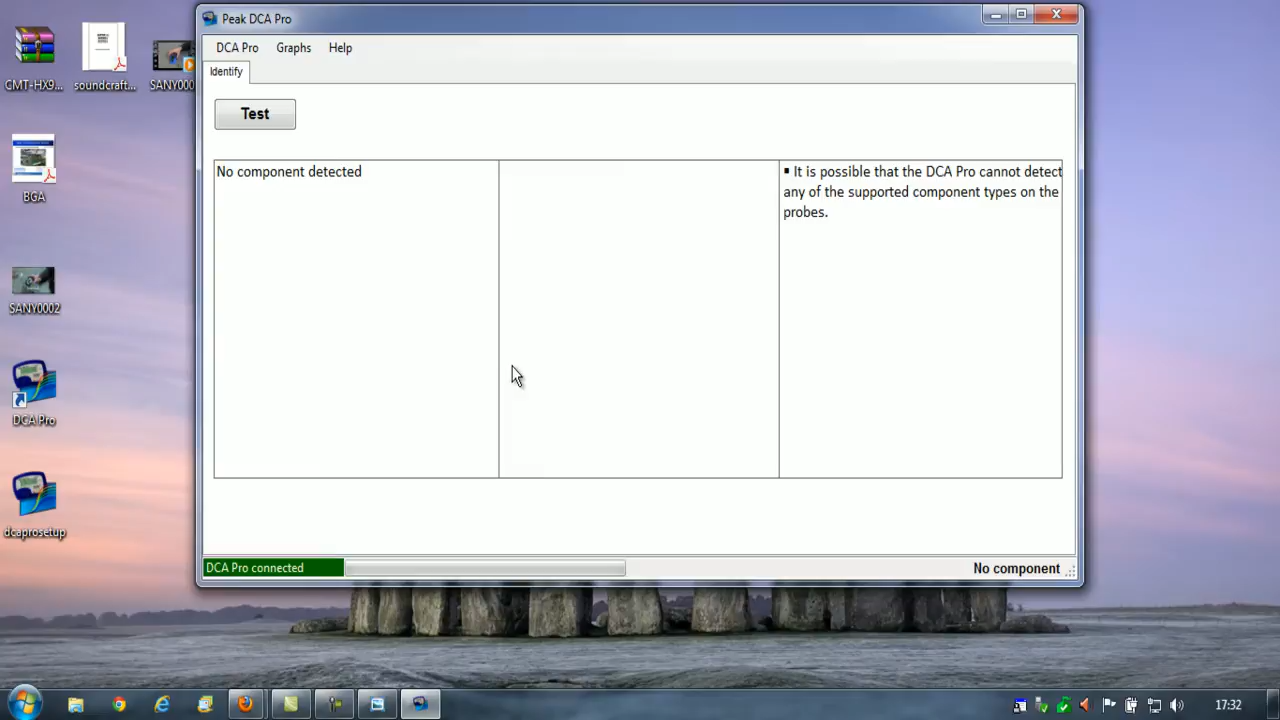 Peak DCA Pro
DCA Pro Graphs Help
Identify
Test
No component detected
▪ It is possible that the DCA Pro cannot detect
any of the supported component types on the
probes.
DCA Pro connected
No component
CMT-HX9...
soundcraft...
SANY000
BGA
SANY0002
DCA Pro
dcaprosetup
17:32